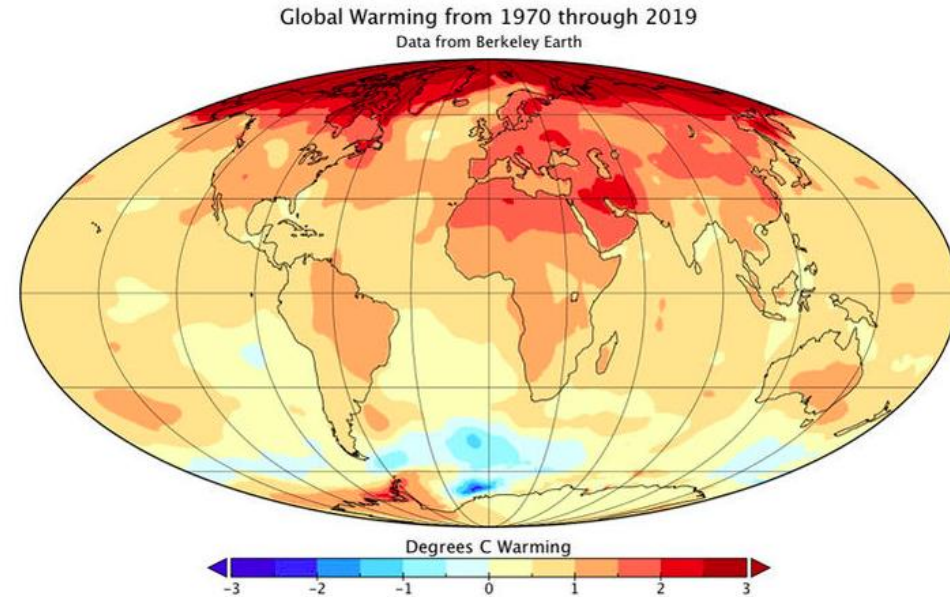 Global Warming from 1970 through 2019
Data from Berkeley Earth
Degrees C Warming
-3 -2 -1 0 1 2 3